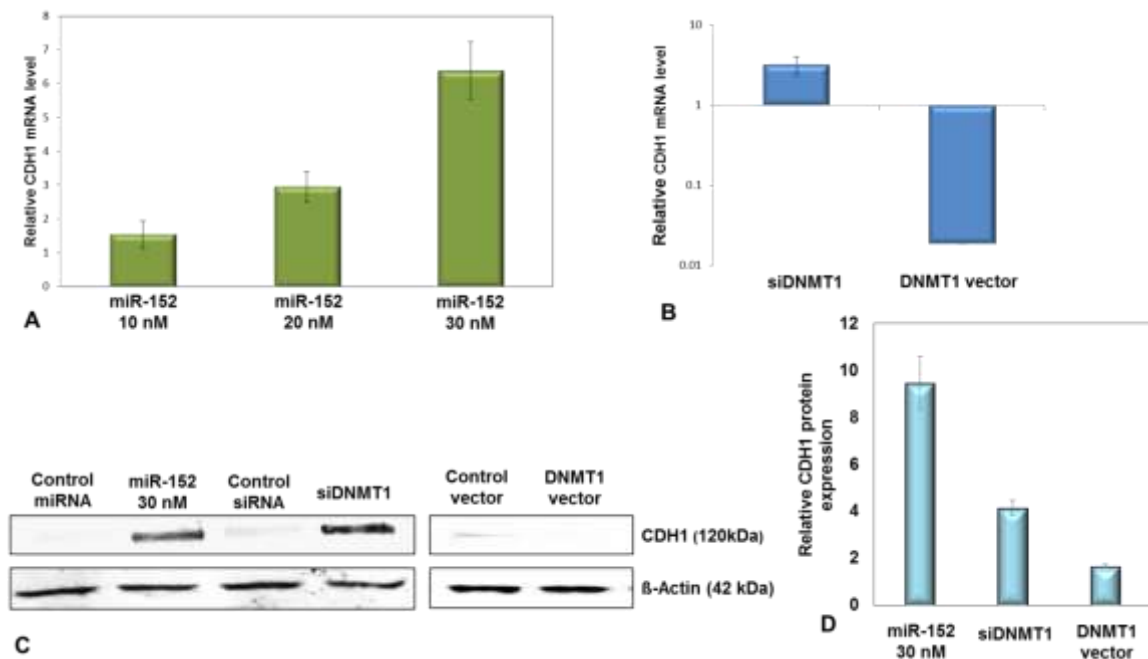 Relative CDH1 mRNA level
8
7
6
5
4
3
2
1
0
miR-152
10 nM
miR-152
20 nM
miR-152
30 nM
A
Relative CDH1 mRNA level
10
1
0.1
0.01
siDNMT1
DNMT1 vector
B
Control
miRNA
miR-152
30 nM
Control
siRNA
siDNMT1
Control
vector
DNMT1
vector
CDH1 (120kDa)
ß-Actin (42 kDa)
C
Relative CDH1 protein
expression
12
10
8
6
4
2
0
miR-152
30 nM
siDNMT1
DNMT1
vector
D